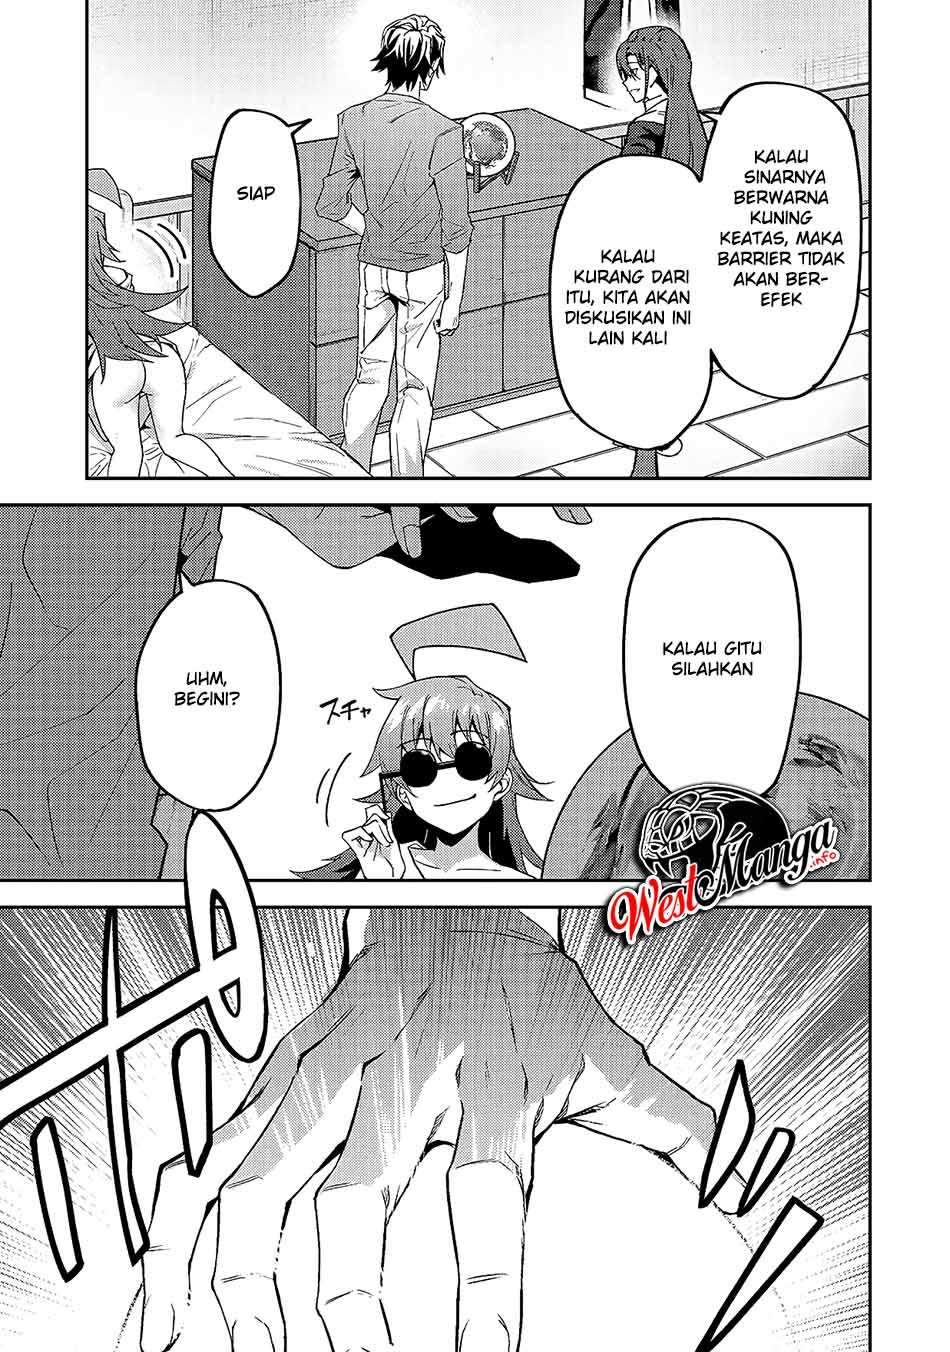 KALAU
SINARNYA
BERWARNA
KUNING
KEATAS, MAKA
BARRIER TIDAK
AKAN BER-
EFEK
KALAU
KURANG DARI
ITU, KITA AKAN
DISKUSIKAN INI
LAIN KALI
SIAP
KALAU GITU
SILAHKAN
UHM,
BEGINI?
スチャ
WestManga
.info